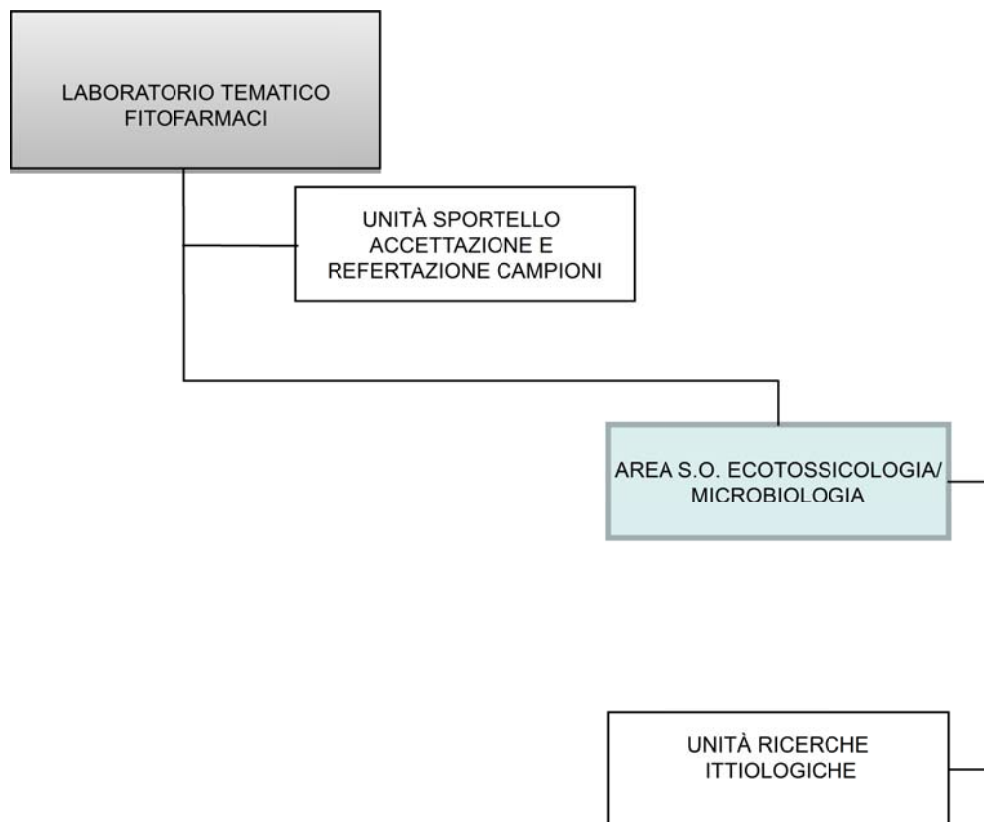 LABORATORIO TEMATICO
FITOFARMACI
UNITÀ SPORTELLO
ACCETTAZIONE E
REFERTAZIONE CAMPIONI
AREA S.O. ECOTOSSICOLOGIA/
MICROBIOLOGIA
UNITÀ RICERCHE
ITTIOLOGICHE